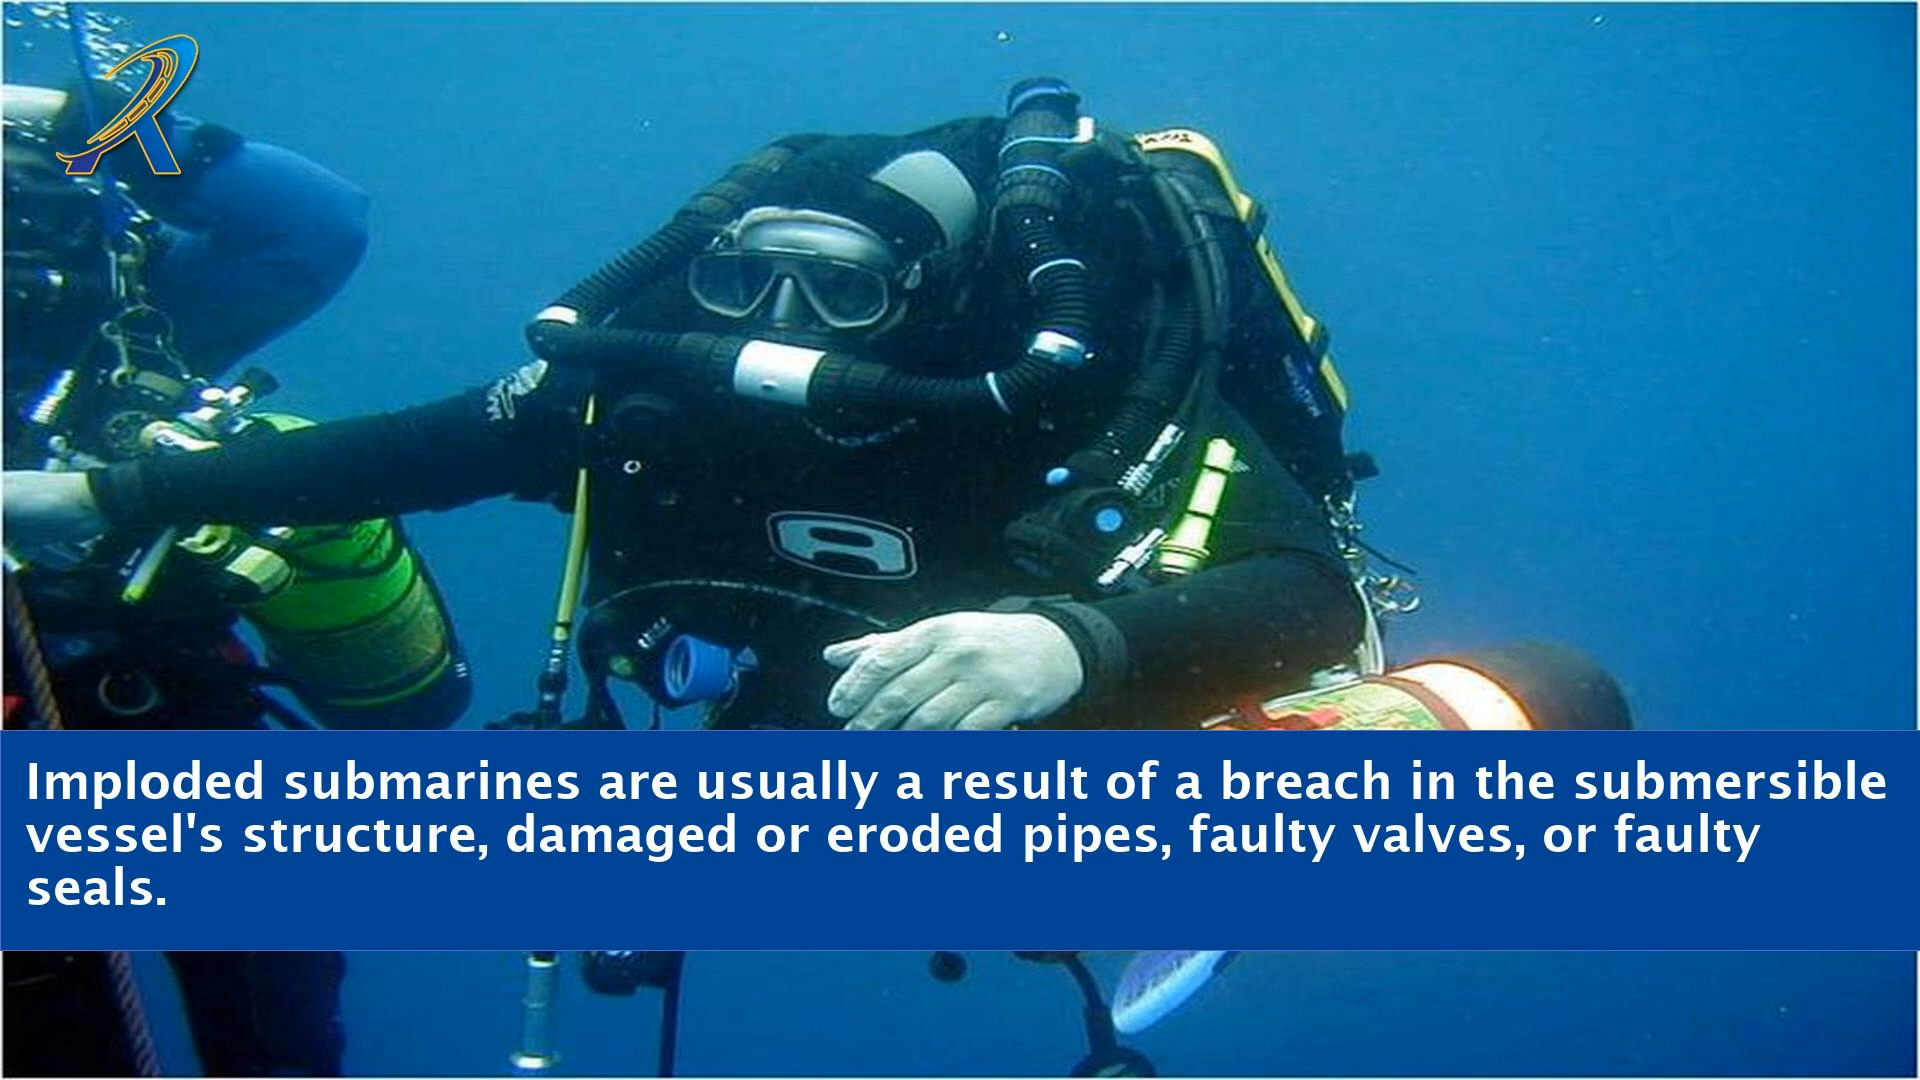 Imploded submarines are usually a result of a breach in the submersible
vessel's structure, damaged or eroded pipes, faulty valves, or faulty
seals.